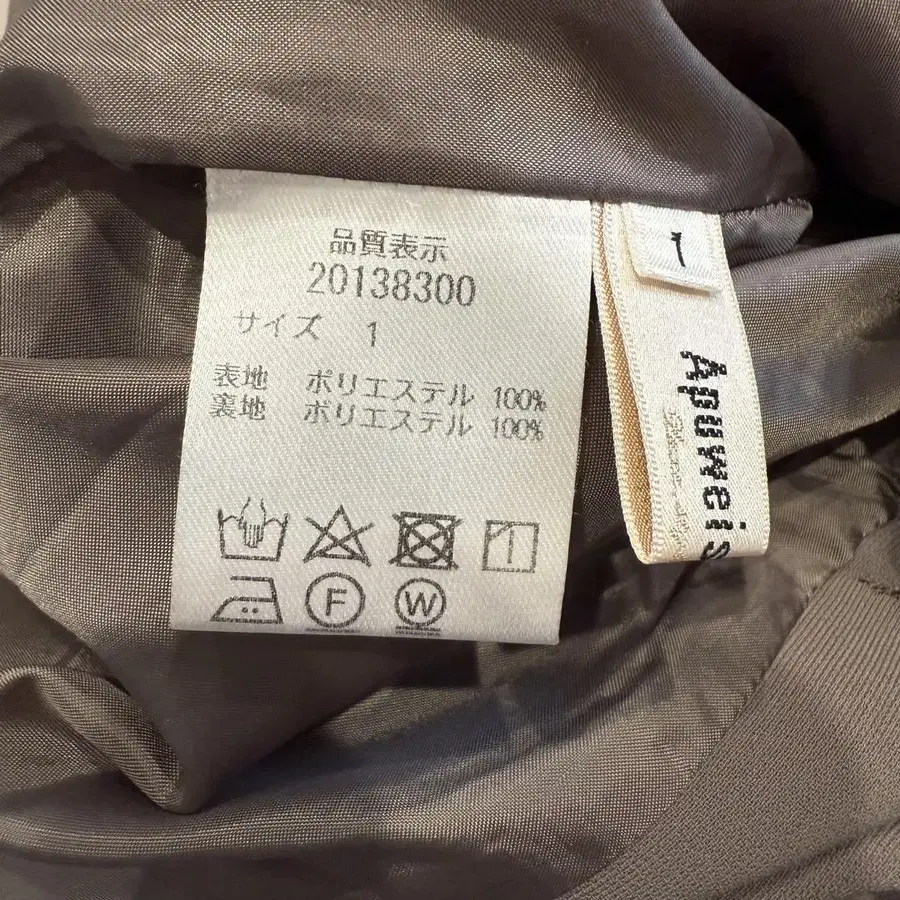 品質表示
20138300
サイズ 1
表地 ポリエステル 100%
裏地 ポリエステル 100%
F
W
1
Apuweis